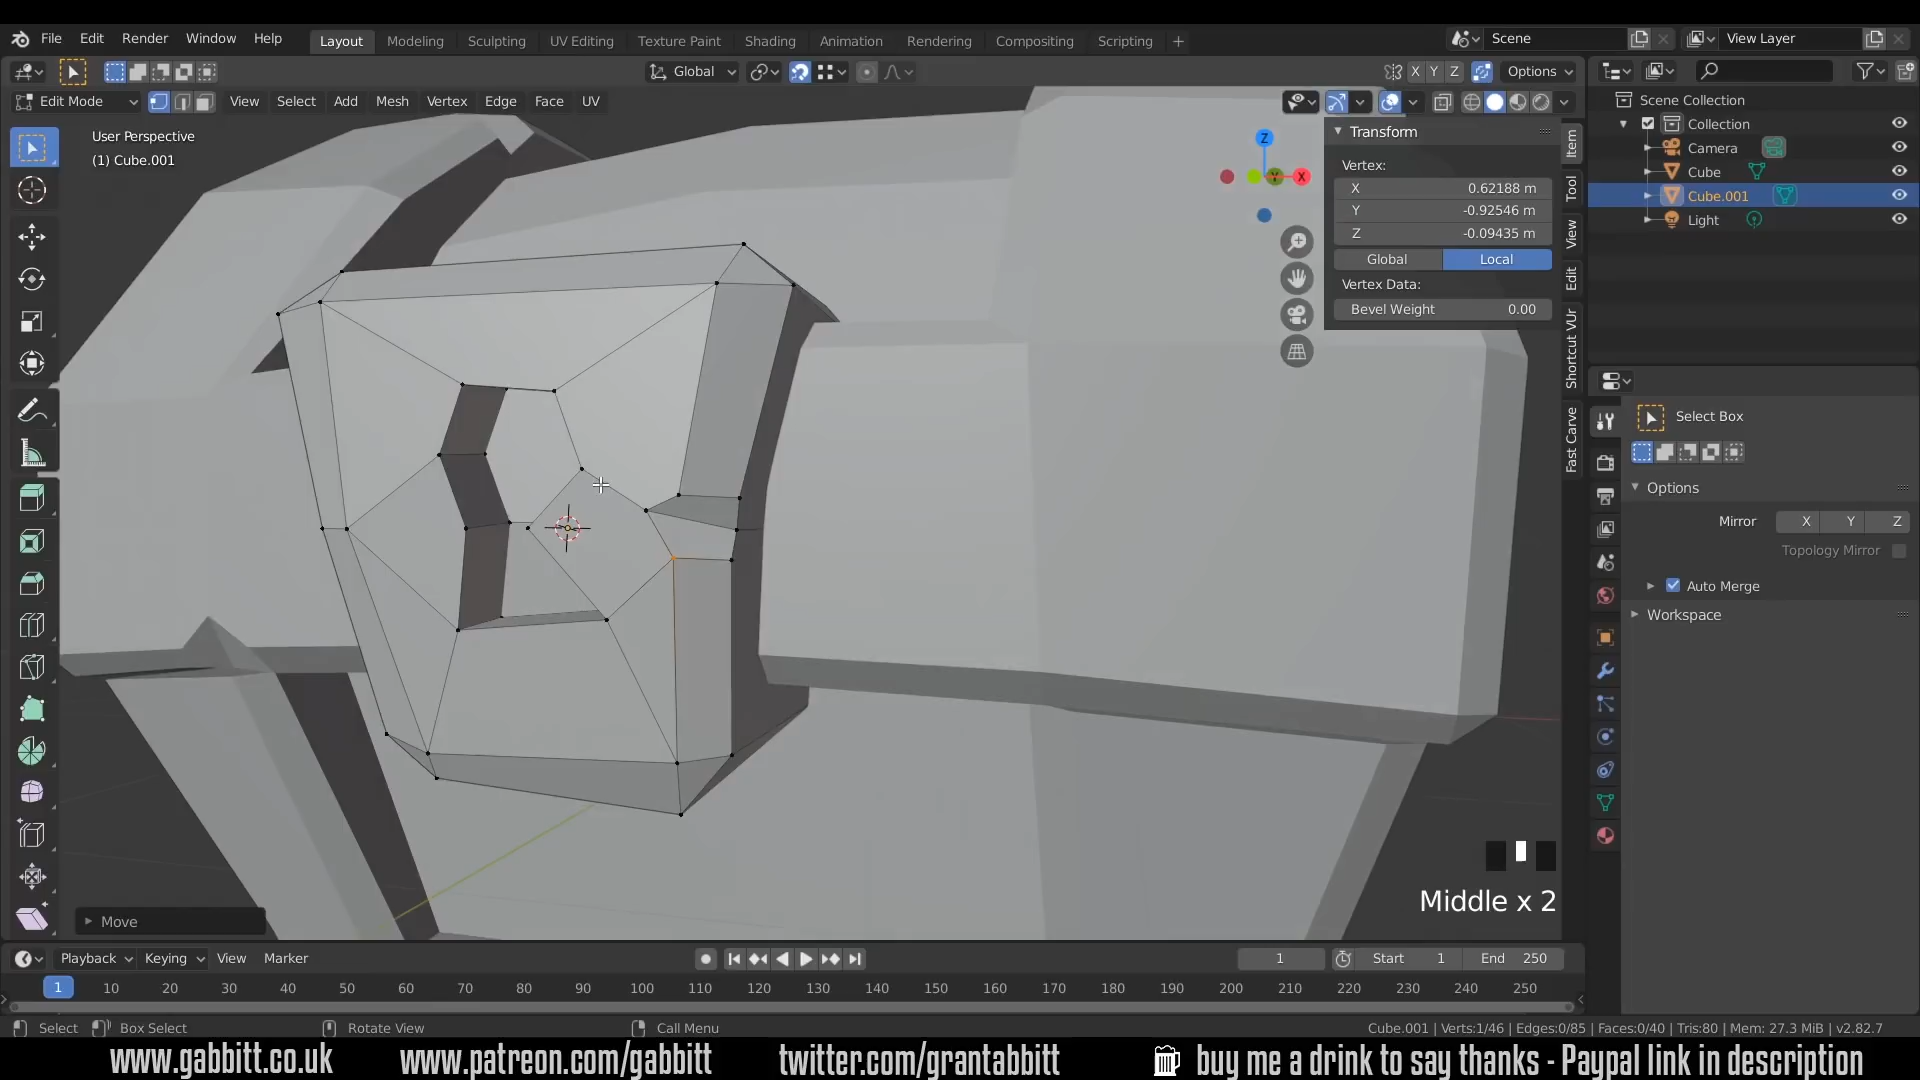 File Edit Render Window Help Layout Modeling Sculpting UV Editing Texture Paint Shading Animation Rendering Compositing Scripting + Scene View Layer
Global X Y Z Options
Edit Mode View Select Add Mesh Vertex Edge Face UV
User Perspective
(1) Cube.001
Z
X
Y
Transform
Vertex:
X 0.62188 m
Y -0.92546 m
Z -0.09435 m
Global Local
Vertex Data:
Bevel Weight 0.00
Item
Tool
View
Edit
Shortcut VUr
Fast Carve
Scene Collection
Collection
Camera
Cube
Cube.001
Light
Select Box
Options
Mirror X Y Z
Topology Mirror
Auto Merge
Workspace
Middle x 2
Move
Playback Keying View Marker 1 Start 1 End 250
1 10 20 30 40 50 60 70 80 90 100 110 120 130 140 150 160 170 180 190 200 210 220 230 240 250
Select Box Select Rotate View Call Menu Cube.001 | Verts:1/46 | Edges:0/85 | Faces:0/40 | Tris:80 | Mem: 27.3 MiB | v2.82.7
www.gabbitt.co.uk www.patreon.com/gabbitt twitter.com/grantabbitt buy me a drink to say thanks - Paypal link in description